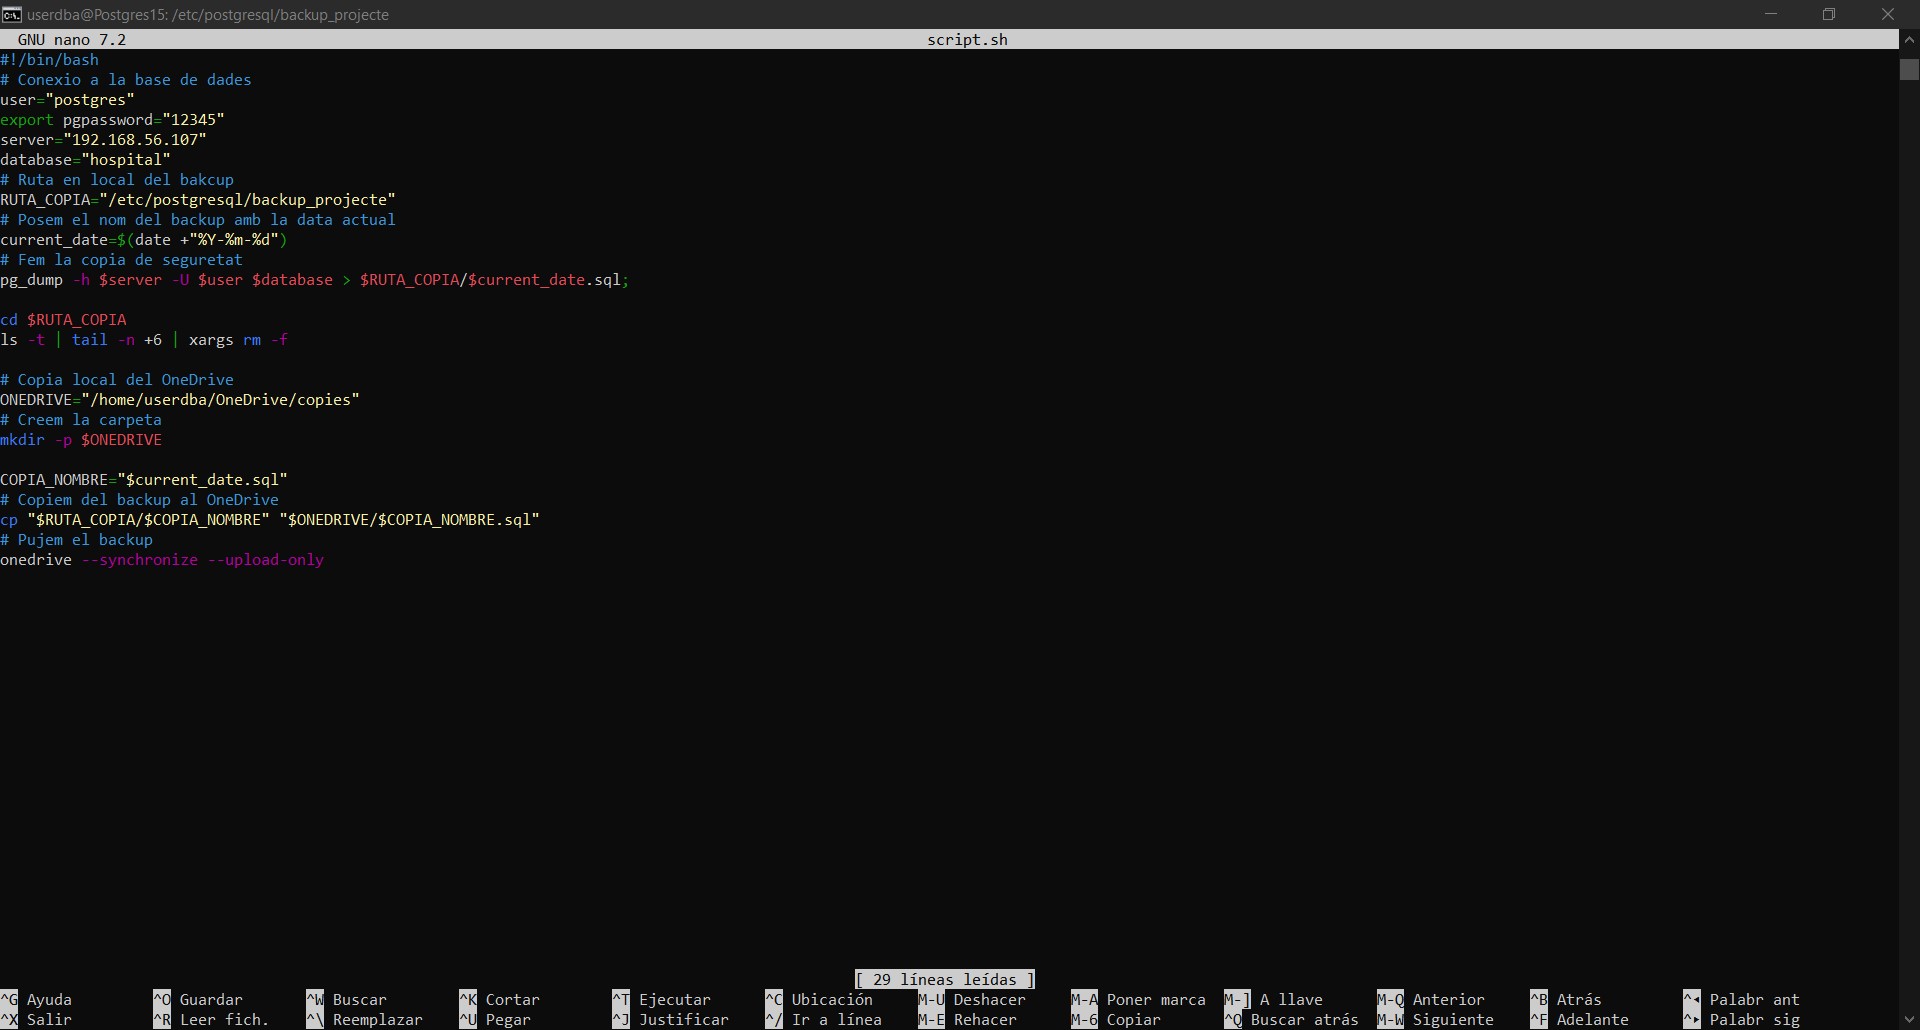 userdba@Postgres15: /etc/postgresql/backup_projecte
GNU nano 7.2 script.sh
#!/bin/bash
# Conexio a la base de dades
user="postgres"
export pgpassword="12345"
server="192.168.56.107"
database="hospital"
# Ruta en local del bakcup
RUTA_COPIA="/etc/postgresql/backup_projecte"
# Posem el nom del backup amb la data actual
current_date=$(date +"%Y-%m-%d")
# Fem la copia de seguretat
pg_dump -h $server -U $user $database > $RUTA_COPIA/$current_date.sql;
cd $RUTA_COPIA
ls -t | tail -n +6 | xargs rm -f
# Copia local del OneDrive
ONEDRIVE="/home/userdba/OneDrive/copies"
# Creem la carpeta
mkdir -p $ONEDRIVE
COPIA_NOMBRE="$current_date.sql"
# Copiem del backup al OneDrive
cp "$RUTA_COPIA/$COPIA_NOMBRE" "$ONEDRIVE/$COPIA_NOMBRE.sql"
# Pujem el backup
onedrive --synchronize --upload-only
[ 29 líneas leídas ]
^G Ayuda ^O Guardar ^W Buscar ^K Cortar ^T Ejecutar ^C Ubicación M-U Deshacer M-A Poner marca M-] A llave M-Q Anterior ^B Atrás ^◂ Palabr ant
^X Salir ^R Leer fich. ^\ Reemplazar ^U Pegar ^J Justificar ^/ Ir a línea M-E Rehacer M-6 Copiar ^Q Buscar atrás M-W Siguiente ^F Adelante ^▸ Palabr sig